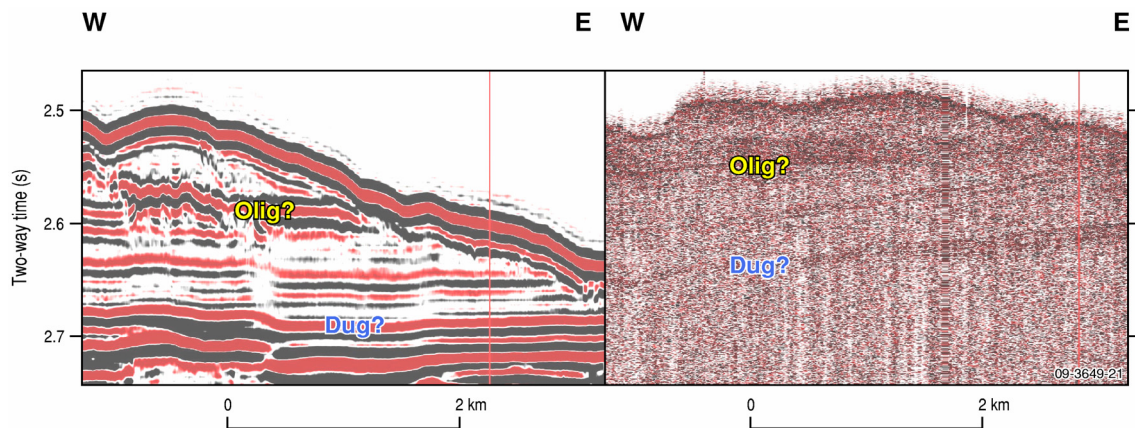 W E W E
2.5
Olig?
Olig?
2.6
Two-way time (s)
Dug?
Dug?
2.7
09-3649-21
0 2 km 0 2 km